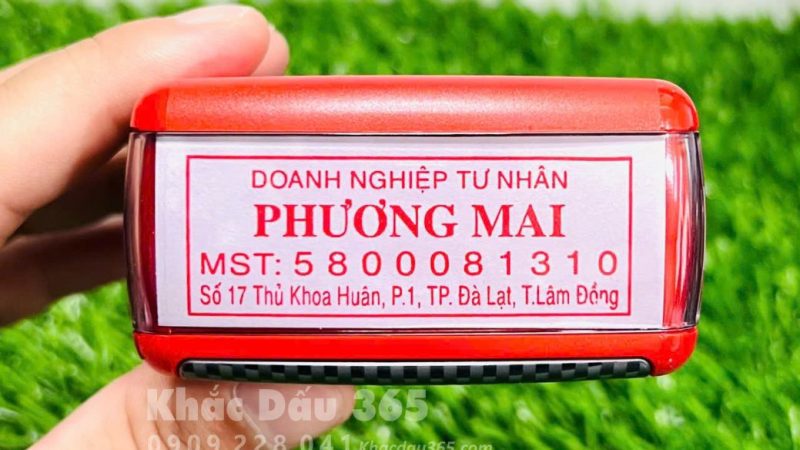 DOANH NGHIỆP TƯ NHÂN
PHƯƠNG MAI
MST: 5800081310
Số 17 Thủ Khoa Huân, P.1, TP. Đà Lạt, T.Lâm Đồng
Khắc Dấu 365
0909.228.041
Khacdau365.com